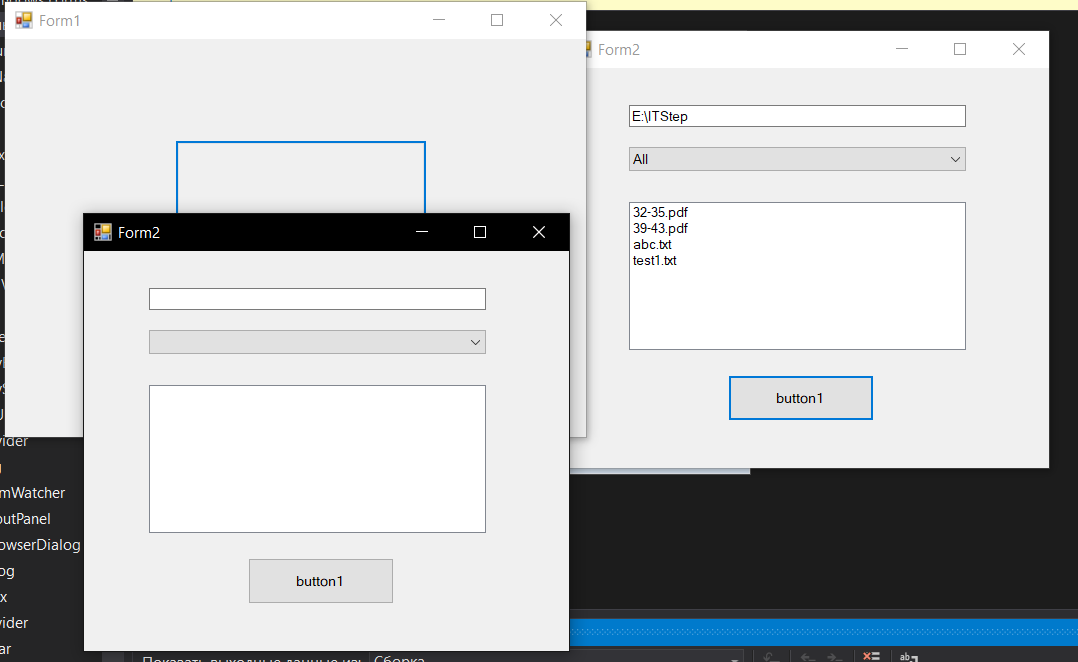 Form1
Form2
E:\ITStep
All
32-35.pdf
39-43.pdf
abc.txt
test1.txt
button1
Form2
button1
vider
mWatcher
outPanel
owserDialog
og
x
vider
ar
Показать выходные данные из: Сборка
ab